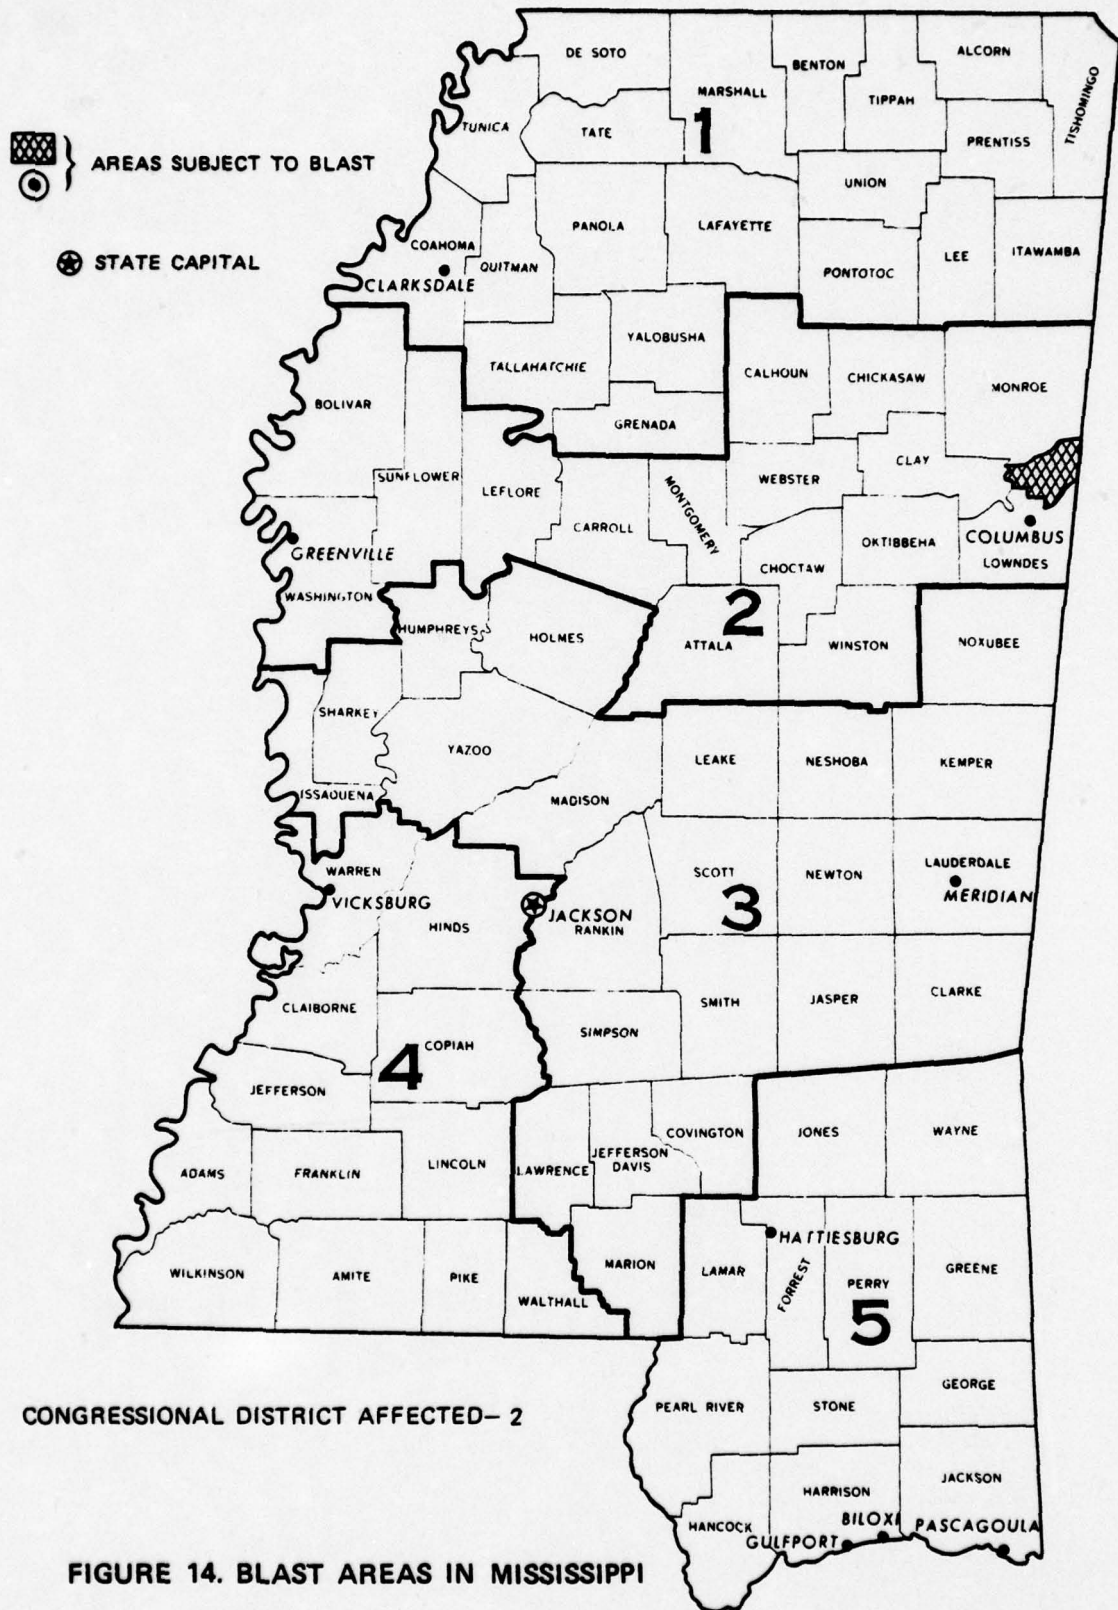 DE SOTO
BENTON
ALCORN
MARSHALL
TIPPAH
TISHOMINGO
TUNICA
TATE
1
PRENTISS
AREAS SUBJECT TO BLAST
UNION
PANOLA
LAFAYETTE
COAHOMA
QUITMAN
PONTOTOC
LEE
ITAWAMBA
STATE CAPITAL
CLARKSDALE
YALOBUSHA
TALLAHATCHIE
CALHOUN
CHICKASAW
MONROE
BOLIVAR
GRENADA
CLAY
SUNFLOWER
LEFLORE
MONTGOMERY
WEBSTER
CARROLL
OKTIBBEHA
COLUMBUS
GREENVILLE
CHOCTAW
LOWNDES
WASHINGTON
2
HUMPHREYS
HOLMES
ATTALA
WINSTON
NOXUBEE
SHARKEY
YAZOO
LEAKE
NESHOBA
KEMPER
ISSAQUENA
MADISON
WARREN
SCOTT
NEWTON
LAUDERDALE
VICKSBURG
MERIDIAN
3
JACKSON
HINDS
RANKIN
CLAIBORNE
SMITH
JASPER
CLARKE
SIMPSON
COPIAH
4
JEFFERSON
COVINGTON
JONES
WAYNE
ADAMS
FRANKLIN
LINCOLN
LAWRENCE
JEFFERSON
DAVIS
HATTIESBURG
WILKINSON
AMITE
PIKE
MARION
LAMAR
FORREST
PERRY
GREENE
WALTHALL
5
GEORGE
CONGRESSIONAL DISTRICT AFFECTED– 2
PEARL RIVER
STONE
JACKSON
HARRISON
HANCOCK
BILOXI
PASCAGOULA
GULFPORT
FIGURE 14. BLAST AREAS IN MISSISSIPPI